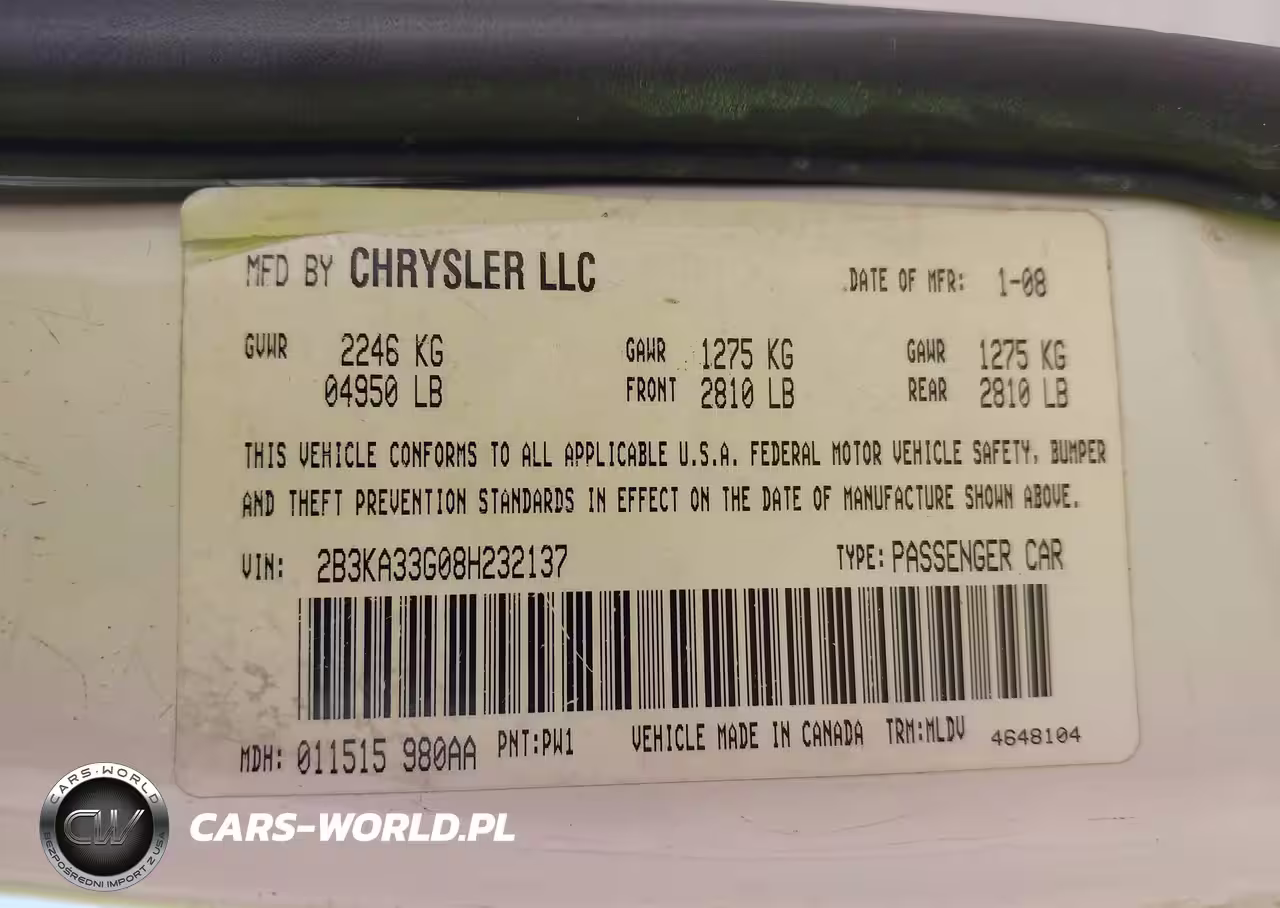 MFD BY CHRYSLER LLC DATE OF MFR: 1-08
GVWR 2246 KG GAWR 1275 KG GAWR 1275 KG
04950 LB FRONT 2810 LB REAR 2810 LB
THIS VEHICLE CONFORMS TO ALL APPLICABLE U.S.A. FEDERAL MOTOR VEHICLE SAFETY, BUMPER
AND THEFT PREVENTION STANDARDS IN EFFECT ON THE DATE OF MANUFACTURE SHOWN ABOVE.
VIN: 2B3KA33G08H232137 TYPE: PASSENGER CAR
MDH: 011515 980AA PNT:PW1 VEHICLE MADE IN CANADA TRM:MLDV 4648104
CARS-WORLD
CW
BEZPOŚREDNI IMPORT Z USA
CARS-WORLD.PL